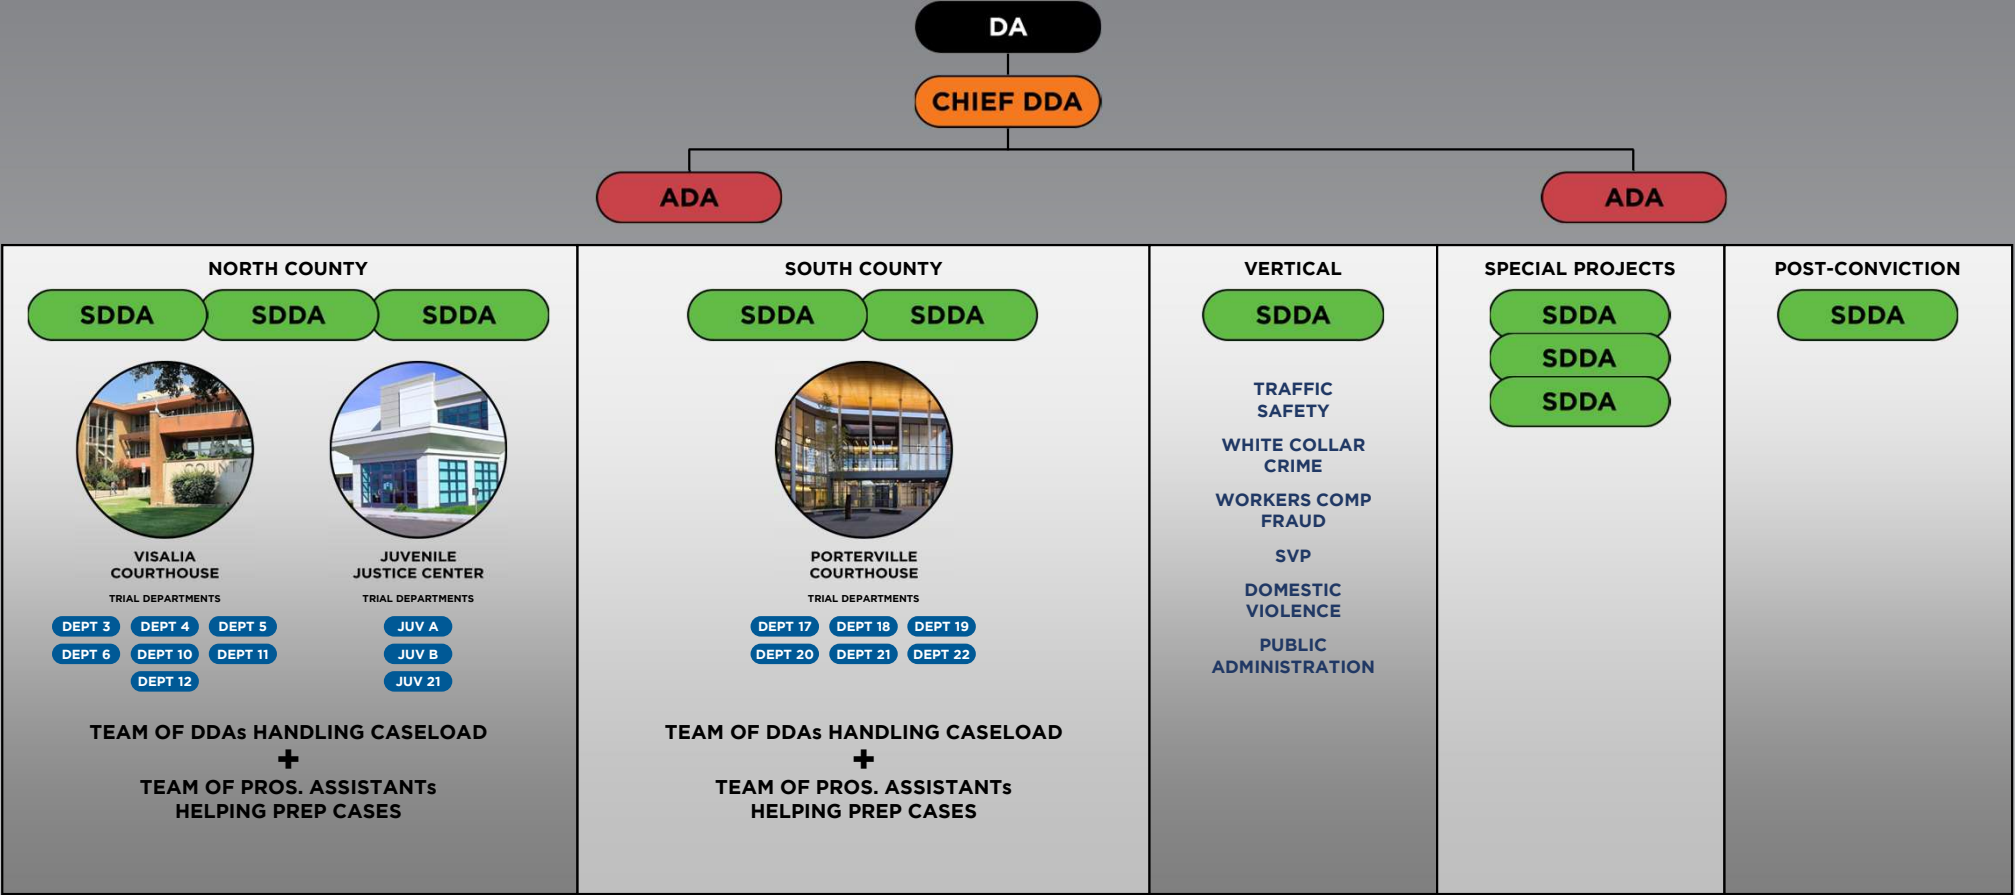 DA
CHIEF DDA
ADA
ADA
NORTH COUNTY
SDDA
SDDA
SDDA
COUNTY
VISALIA
COURTHOUSE
TRIAL DEPARTMENTS
DEPT 3
DEPT 4
DEPT 5
DEPT 6
DEPT 10
DEPT 11
DEPT 12
JUVENILE
JUSTICE CENTER
TRIAL DEPARTMENTS
JUV A
JUV B
JUV 21
TEAM OF DDAs HANDLING CASELOAD
+
TEAM OF PROS. ASSISTANTs
HELPING PREP CASES
SOUTH COUNTY
SDDA
SDDA
PORTERVILLE
COURTHOUSE
TRIAL DEPARTMENTS
DEPT 17
DEPT 18
DEPT 19
DEPT 20
DEPT 21
DEPT 22
TEAM OF DDAs HANDLING CASELOAD
+
TEAM OF PROS. ASSISTANTs
HELPING PREP CASES
VERTICAL
SDDA
TRAFFIC
SAFETY
WHITE COLLAR
CRIME
WORKERS COMP
FRAUD
SVP
DOMESTIC
VIOLENCE
PUBLIC
ADMINISTRATION
SPECIAL PROJECTS
SDDA
SDDA
SDDA
POST-CONVICTION
SDDA